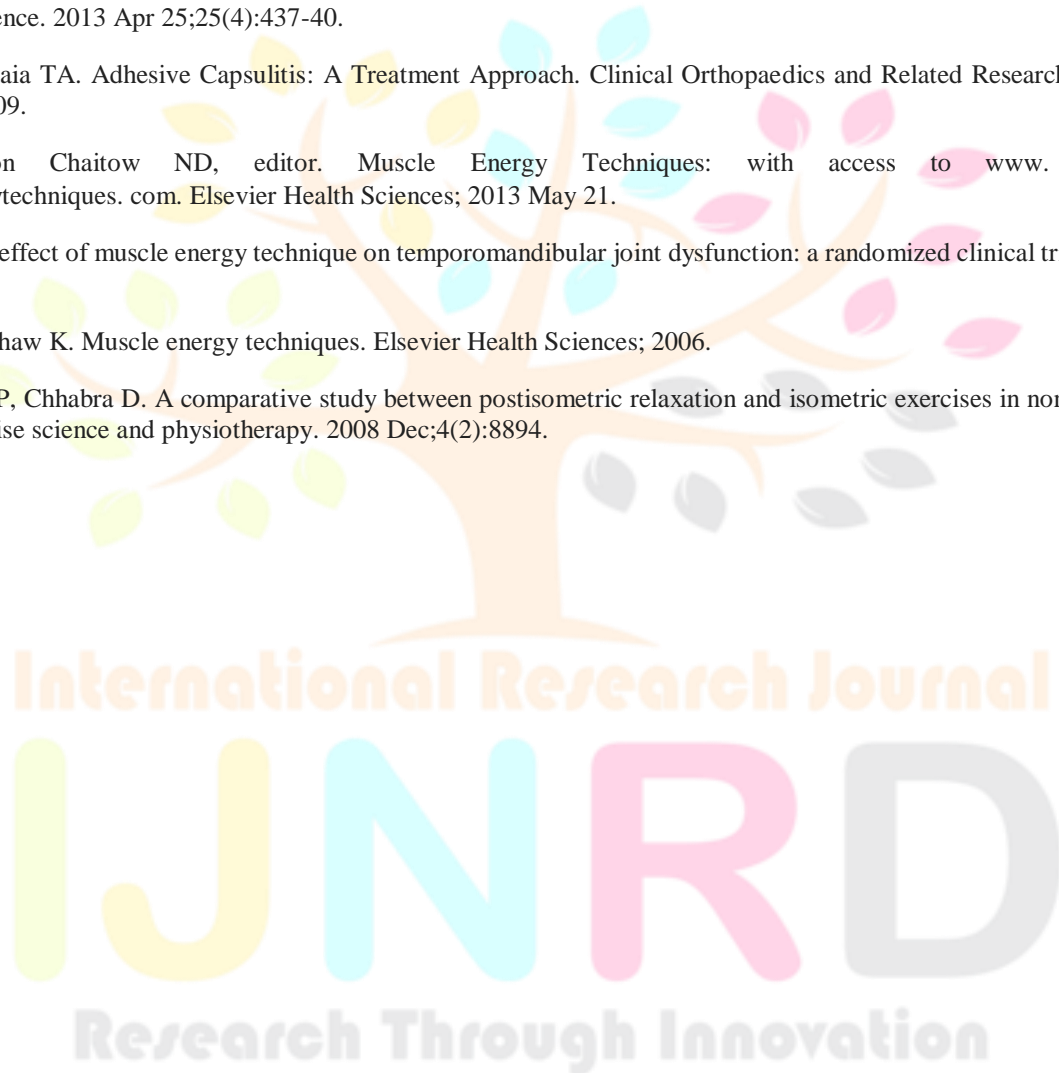 ence. 2013 Apr 25;25(4):437-40.
aia TA. Adhesive Capsulitis: A Treatment Approach. Clinical Orthopaedics and Related Research
09.
on Chaitow ND, editor. Muscle Energy Techniques: with access to www.
ytechniques. com. Elsevier Health Sciences; 2013 May 21.
effect of muscle energy technique on temporomandibular joint dysfunction: a randomized clinical tr
haw K. Muscle energy techniques. Elsevier Health Sciences; 2006.
P, Chhabra D. A comparative study between postisometric relaxation and isometric exercises in non
ise science and physiotherapy. 2008 Dec;4(2):8894.
International Research Journal
IJNRD
Research Through Innovation